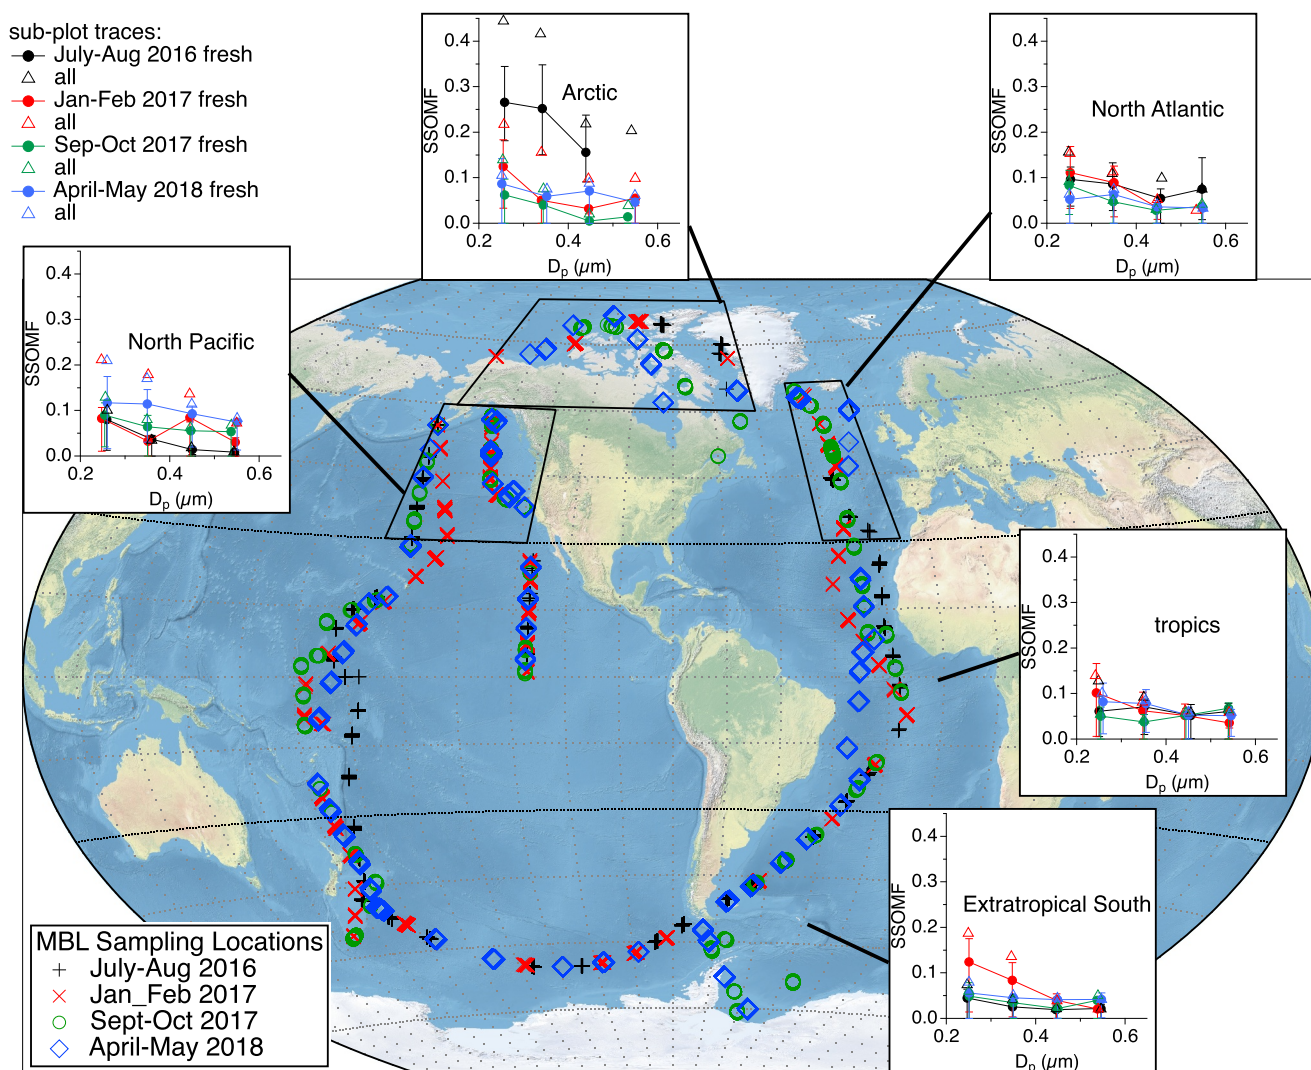 sub-plot traces:
July-Aug 2016 fresh
all
Jan-Feb 2017 fresh
all
Sep-Oct 2017 fresh
all
April-May 2018 fresh
all
0.4
0.3
0.2
0.1
0.0
SSOMF
Arctic
0.2
0.4
0.6
Dp (µm)
0.4
0.3
0.2
0.1
0.0
SSOMF
North Atlantic
0.2
0.4
0.6
Dp (µm)
0.4
0.3
0.2
0.1
0.0
SSOMF
North Pacific
0.2
0.4
0.6
Dp (µm)
0.4
0.3
0.2
0.1
0.0
SSOMF
tropics
0.2
0.4
0.6
Dp (µm)
0.4
0.3
0.2
0.1
0.0
SSOMF
Extratropical South
0.2
0.4
0.6
Dp (µm)
MBL Sampling Locations
July-Aug 2016
Jan_Feb 2017
Sept-Oct 2017
April-May 2018